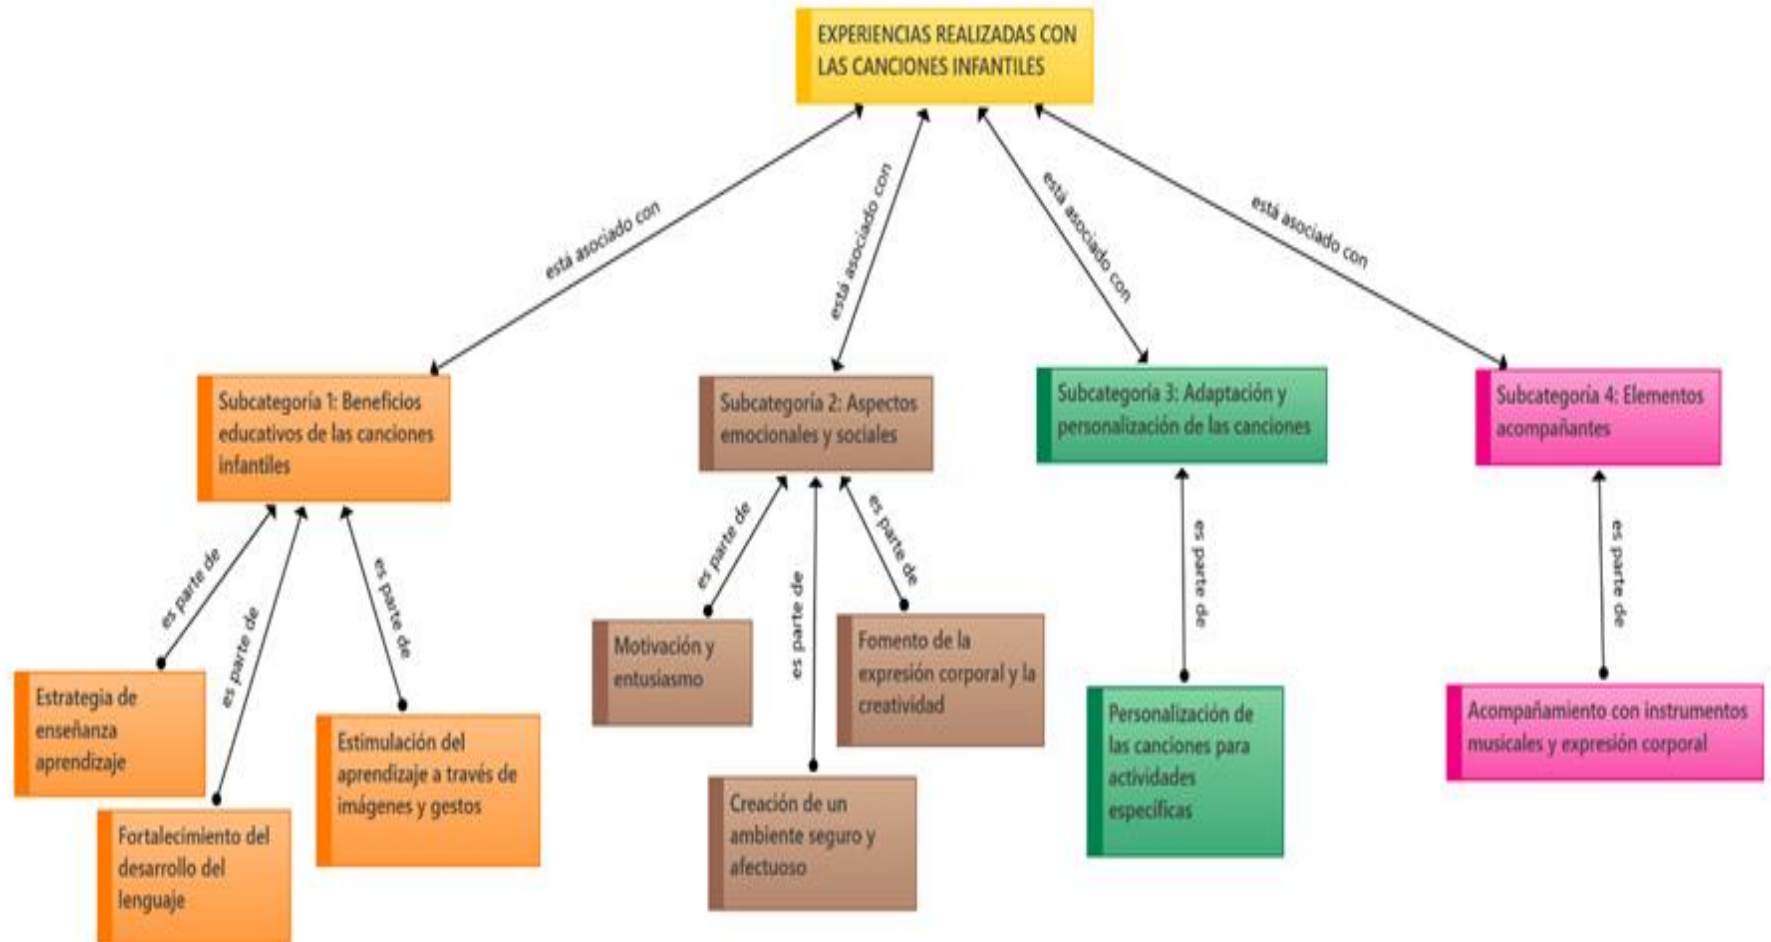 EXPERIENCIAS REALIZADAS CON
LAS CANCIONES INFANTILES
está asociado con
está asociado con
está asociado con
está asociado con
Subcategoría 1: Beneficios
educativos de las canciones
infantiles
Subcategoría 2: Aspectos
emocionales y sociales
Subcategoría 3: Adaptación y
personalización de las canciones
Subcategoría 4: Elementos
acompañantes
es parte de
es parte de
es parte de
es parte de
es parte de
es parte de
es parte de
es parte de
Estrategia de
enseñanza
aprendizaje
Fortalecimiento del
desarrollo del
lenguaje
Estimulación del
aprendizaje a través de
imágenes y gestos
Motivación y
entusiasmo
Creación de un
ambiente seguro y
afectuoso
Fomento de la
expresión corporal y la
creatividad
Personalización de
las canciones para
actividades
específicas
Acompañamiento con instrumentos
musicales y expresión corporal